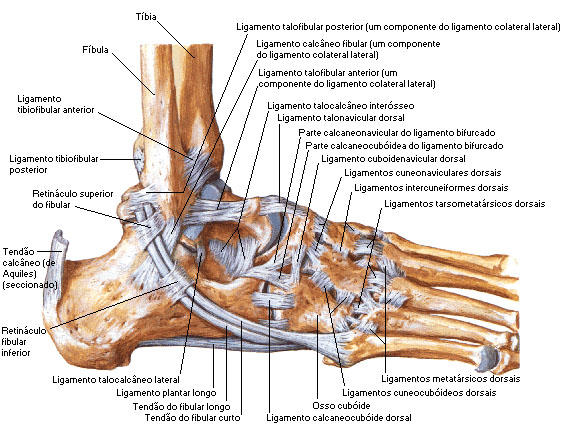 Tíbia
Fíbula
Ligamento talofibular posterior (um componente do ligamento colateral lateral)
Ligamento calcâneo fibular (um componente
do ligamento colateral lateral)
Ligamento talofibular anterior (um
componente do ligamento colateral lateral)
Ligamento
tibiofibular anterior
Ligamento talocalcâneo interósseo
Ligamento talonavicular dorsal
Parte calcaneonavicular do ligamento bifurcado
Parte calcaneocubóidea do ligamento bifurcado
Ligamento cuboidenavicular dorsal
Ligamento tibiofibular
posterior
Ligamentos cuneonaviculares dorsais
Ligamentos intercuneiformes dorsais
Retináculo superior
do fibular
Ligamentos tarsometatársicos dorsais
Tendão
calcâneo (de
Aquiles)
(seccionado)
Retináculo
fibular
inferior
Ligamento talocalcâneo lateral
Ligamento plantar longo
Tendão do fibular longo
Tendão do fibular curto
Ligamentos metatársicos dorsais
Ligamentos cuneocubóideos dorsais
Osso cubóide
Ligamento calcaneocubóide dorsal